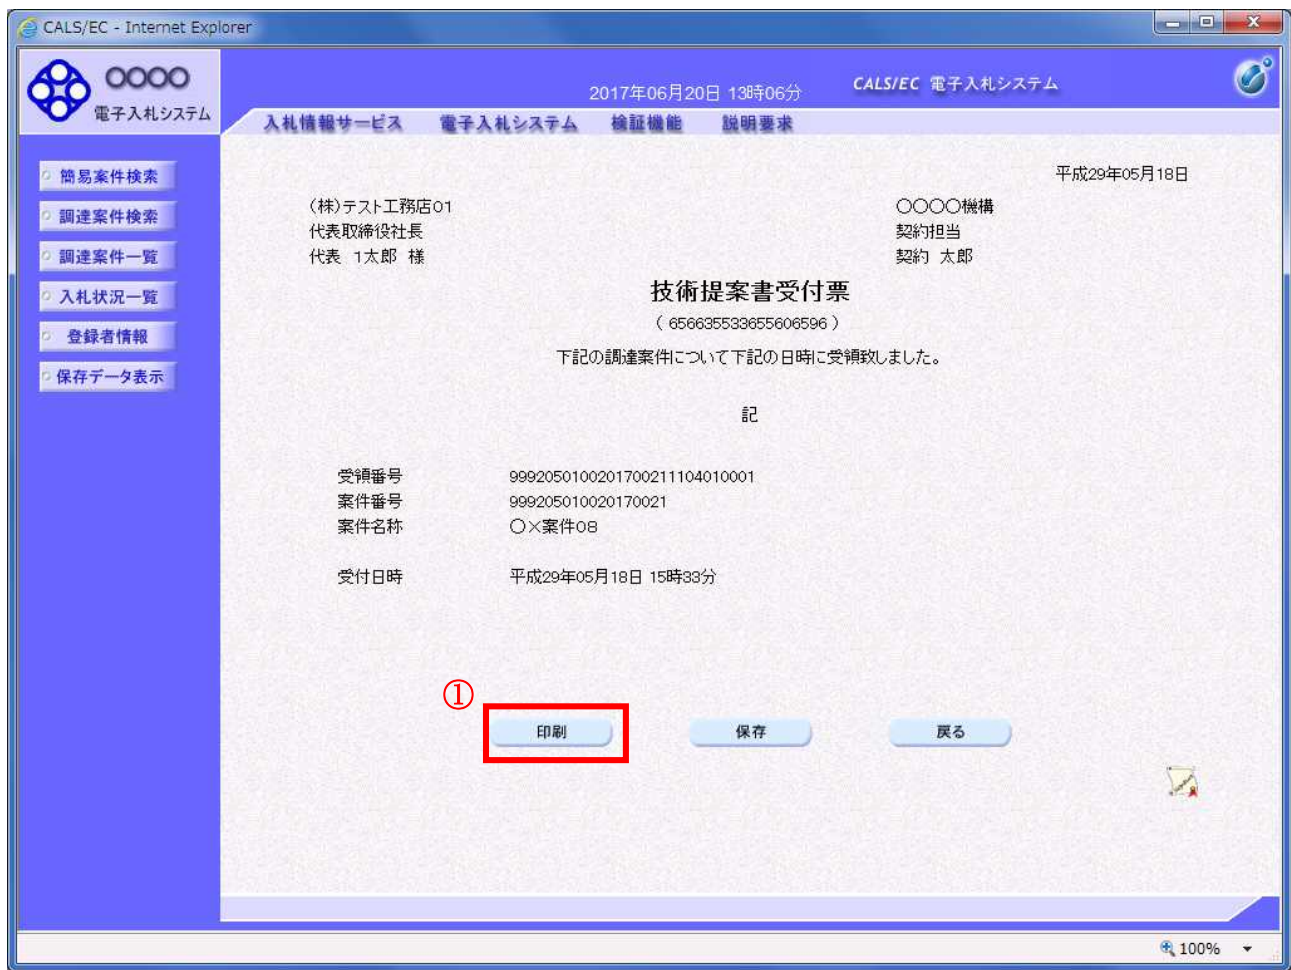 CALS/EC - Internet Explorer
〇〇〇〇
電子入札システム
2017年06月20日 13時06分
CALS/EC 電子入札システム
入札情報サービス 電子入札システム 検証機能 説明要求
簡易案件検索
調達案件検索
調達案件一覧
入札状況一覧
登録者情報
保存データ表示
平成29年05月18日
(株)テスト工務店01
代表取締役社長
代表 1太郎 様
〇〇〇〇機構
契約担当
契約 太郎
技術提案書受付票
( 656635533655606596 )
下記の調達案件について下記の日時に受領致しました。
記
受領番号 99920501002017002111​04010001
案件番号 999205010020170021
案件名称 〇×案件08
受付日時 平成29年05月18日 15時33分
①
印刷 保存 戻る
100%